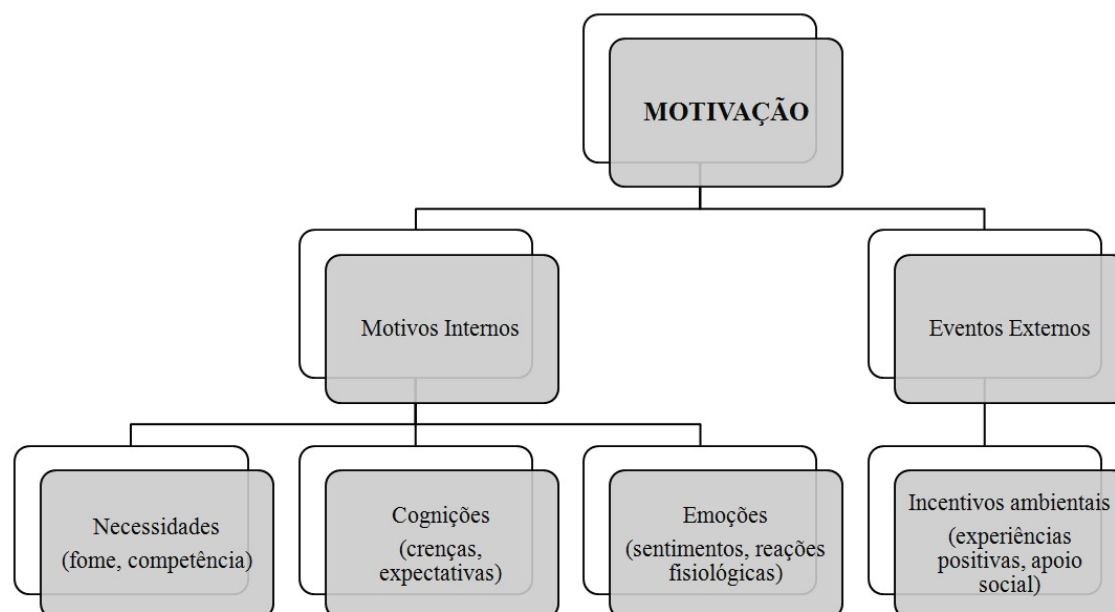 MOTIVAÇÃO
Motivos Internos
Eventos Externos
Necessidades
(fome, competência)
Cognições
(crenças,
expectativas)
Emoções
(sentimentos, reações
fisiológicas)
Incentivos ambientais
(experiências
positivas, apoio
social)